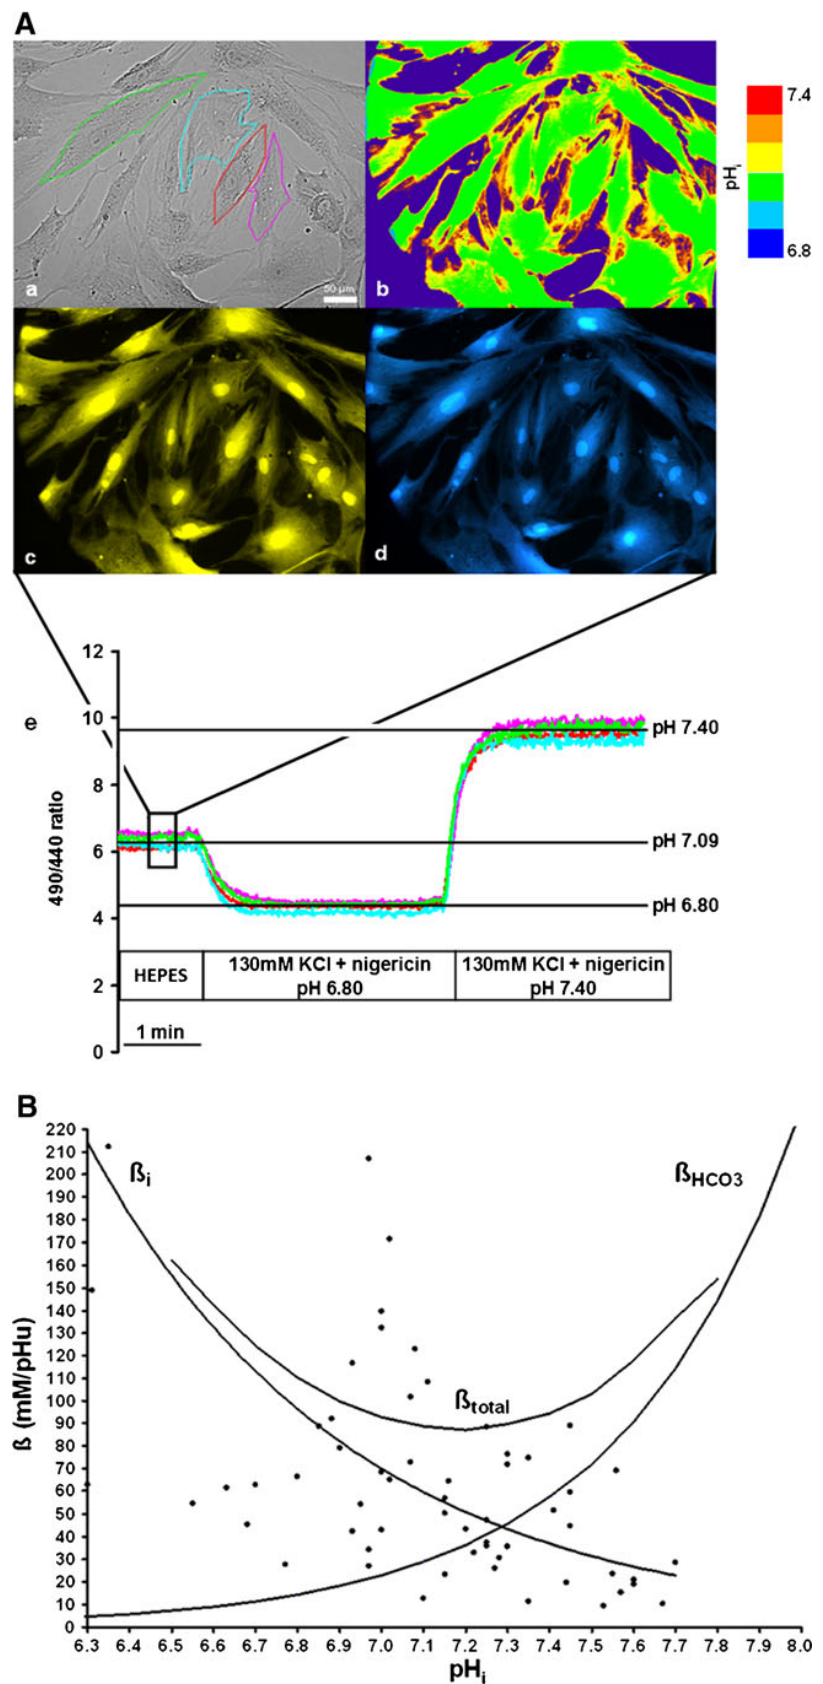 A
a
50 µm
b
7.4
pHi
6.8
c
d
e
12
10
8
6
4
2
0
490/440 ratio
pH 7.40
pH 7.09
pH 6.80
HEPES
130mM KCl + nigericin
pH 6.80
130mM KCl + nigericin
pH 7.40
1 min
B
220
210
200
190
180
170
160
150
140
130
120
110
100
90
80
70
60
50
40
30
20
10
0
ß (mM/pHu)
ßi
ßHCO3
ßtotal
6.3 6.4 6.5 6.6 6.7 6.8 6.9 7.0 7.1 7.2 7.3 7.4 7.5 7.6 7.7 7.8 7.9 8.0
pHi